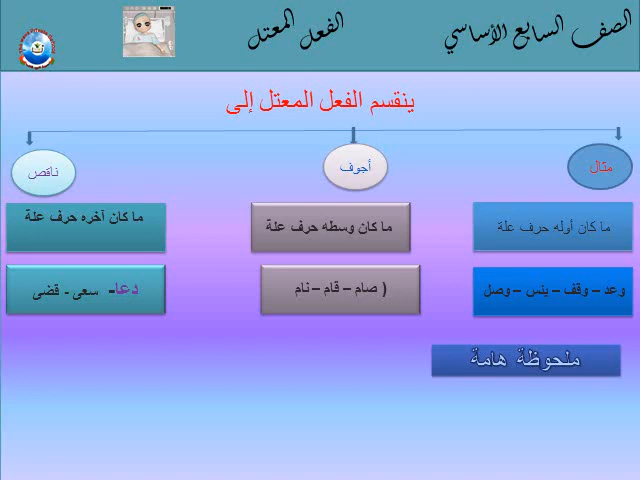 الصف السابع الأساسي
الفعل المعتل
ينقسم الفعل المعتل إلى
مثال
أجوف
ناقص
ما كان أوله حرف علة
ما كان وسطه حرف علة
ما كان آخره حرف علة
وعد – وقف – ينس – وصل
( صام – قام – نام
دعا- سعى - قضى
ملحوظة هامة